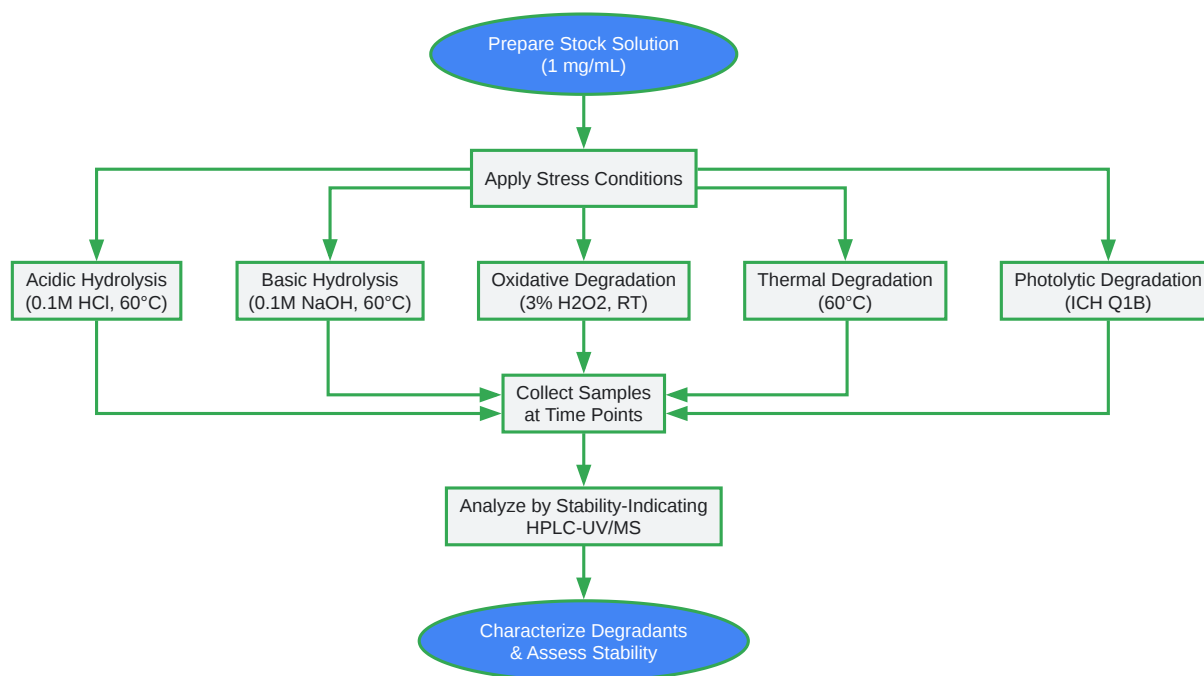 Prepare Stock Solution
(1 mg/mL)
Apply Stress Conditions
Acidic Hydrolysis
(0.1M HCl, 60°C)
Basic Hydrolysis
(0.1M NaOH, 60°C)
Oxidative Degradation
(3% H2O2, RT)
Thermal Degradation
(60°C)
Photolytic Degradation
(ICH Q1B)
Collect Samples
at Time Points
Analyze by Stability-Indicating
HPLC-UV/MS
Characterize Degradants
& Assess Stability